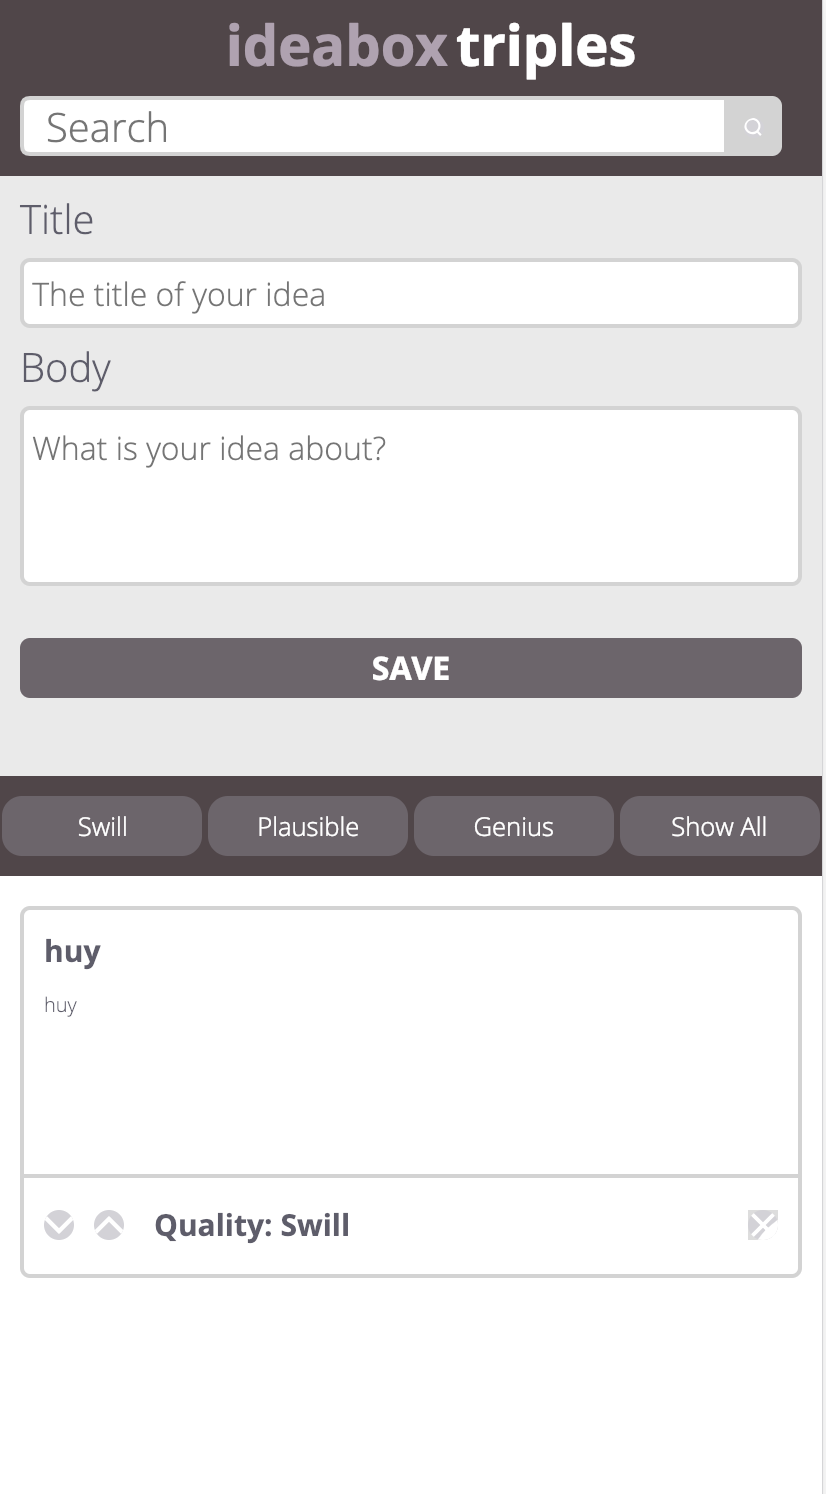 ideabox triples
Search
Title
The title of your idea
Body
What is your idea about?
SAVE
Swill Plausible Genius Show All
huy
huy
Quality: Swill